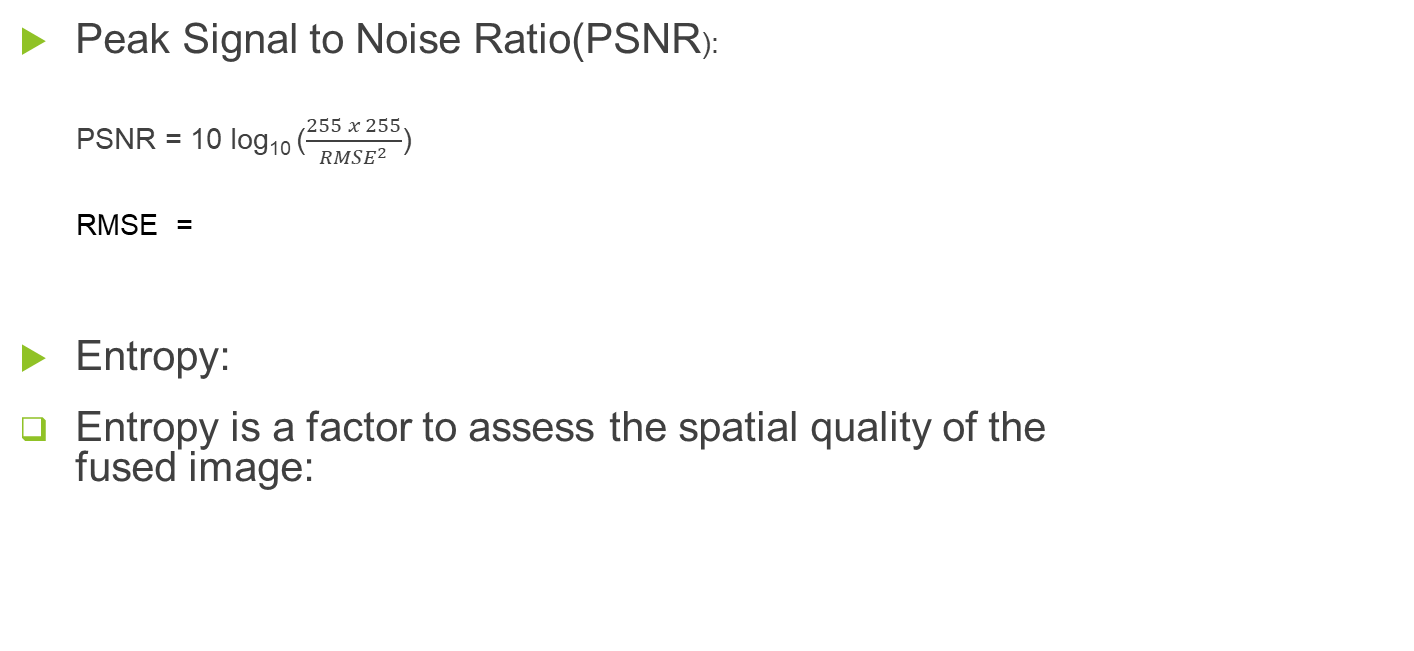 Peak Signal to Noise Ratio(PSNR):
PSNR = 10 log₁₀ (255 x 255 / RMSE²)
RMSE =
Entropy:
Entropy is a factor to assess the spatial quality of the
fused image: